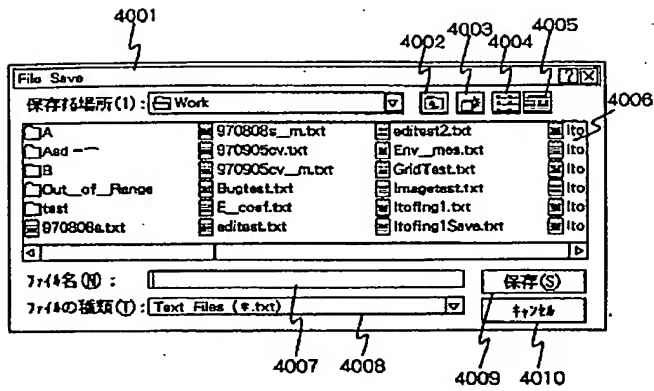 4001
4002 4003 4004 4005
File Save
保存する場所(I): Work
4006
A 970808s_m.txt editest2.txt Ito
Asd 970905cv.txt Env_mes.txt Ito
B 970905cv_m.txt GridTest.txt Ito
Out_of_Range Bugtest.txt Imagetest.txt Ito
test E_coef.txt Itofing1.txt Ito
970808s.txt editest.txt Itofing1Save.txt Ito
ファイル名(N): 保存(S)
ファイルの種類(T): Text Files (*.txt) キャンセル
4007 4008 4009 4010